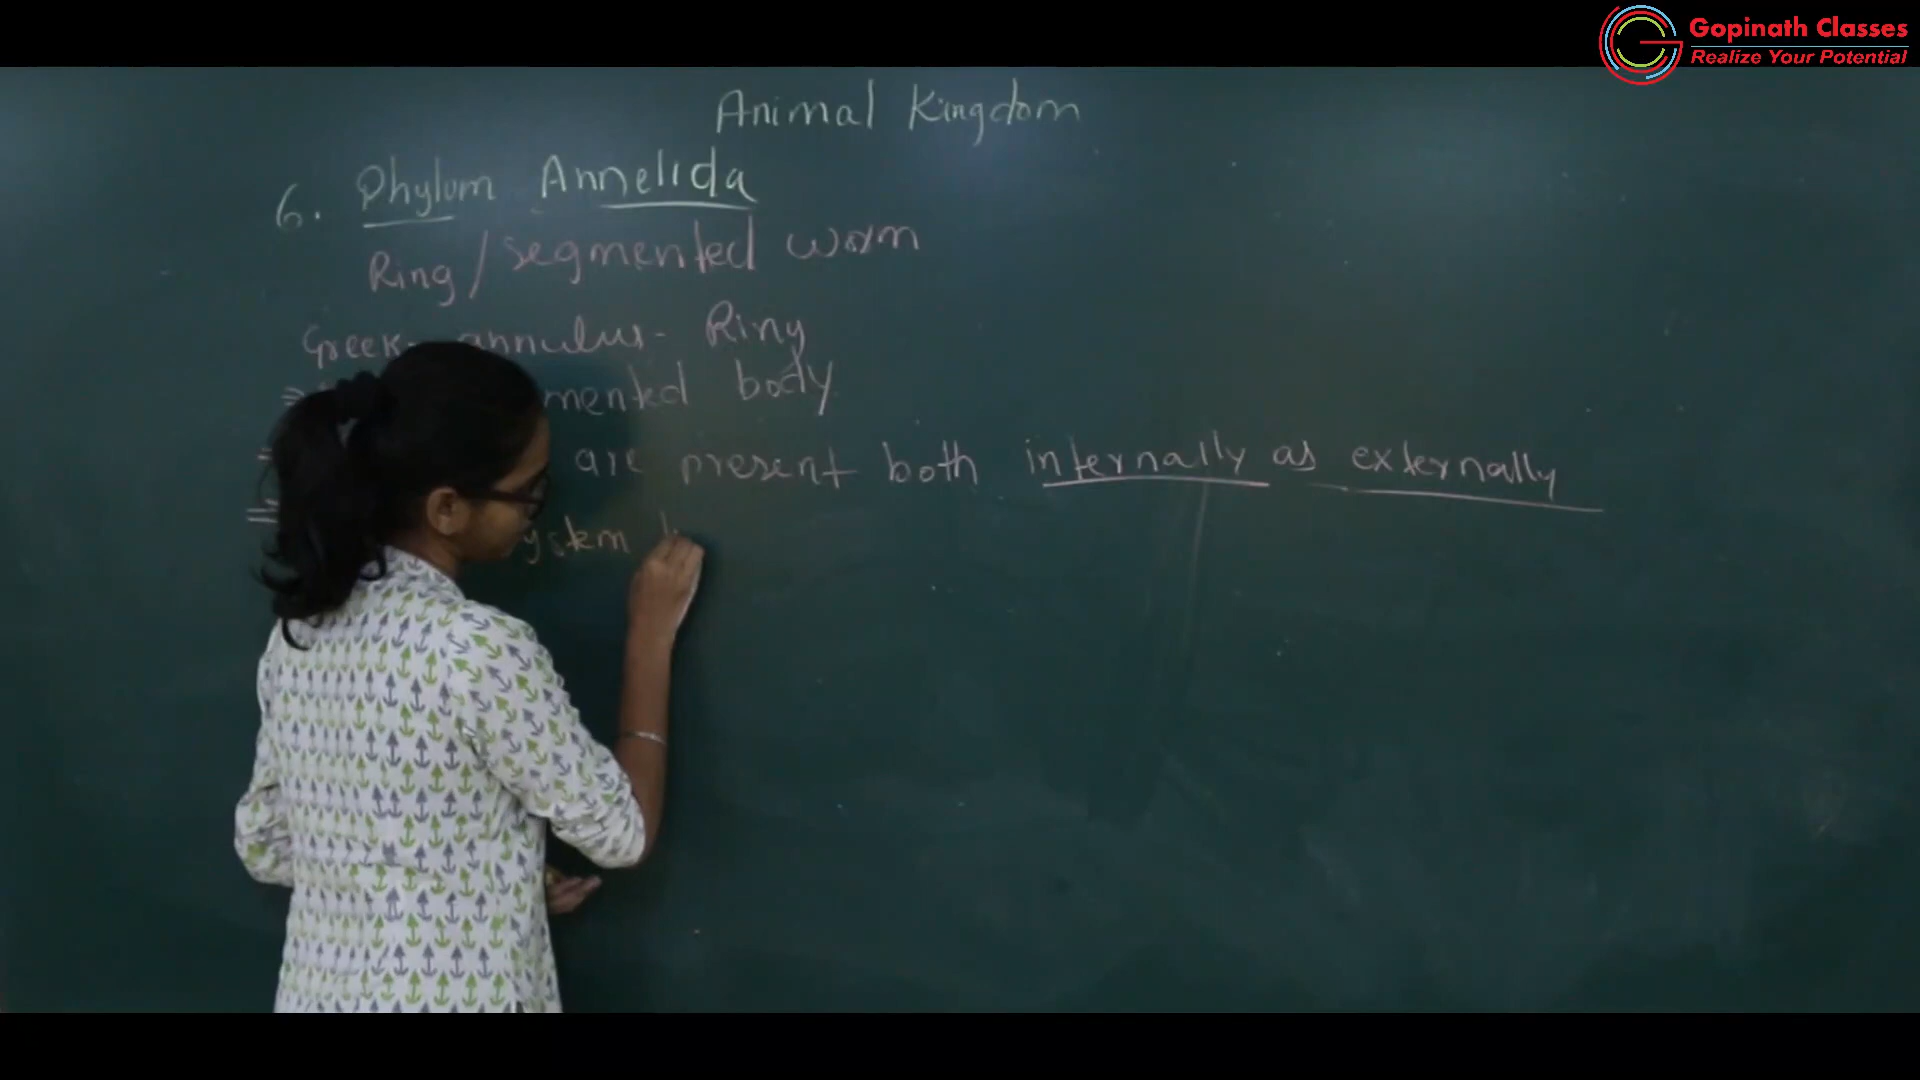 Gopinath Classes
Realize Your Potential
Animal Kingdom
6. Phylum Annelida
Ring/segmented worm
Greek- annulus- Ring
mented body
are present both internally as externally
ystem